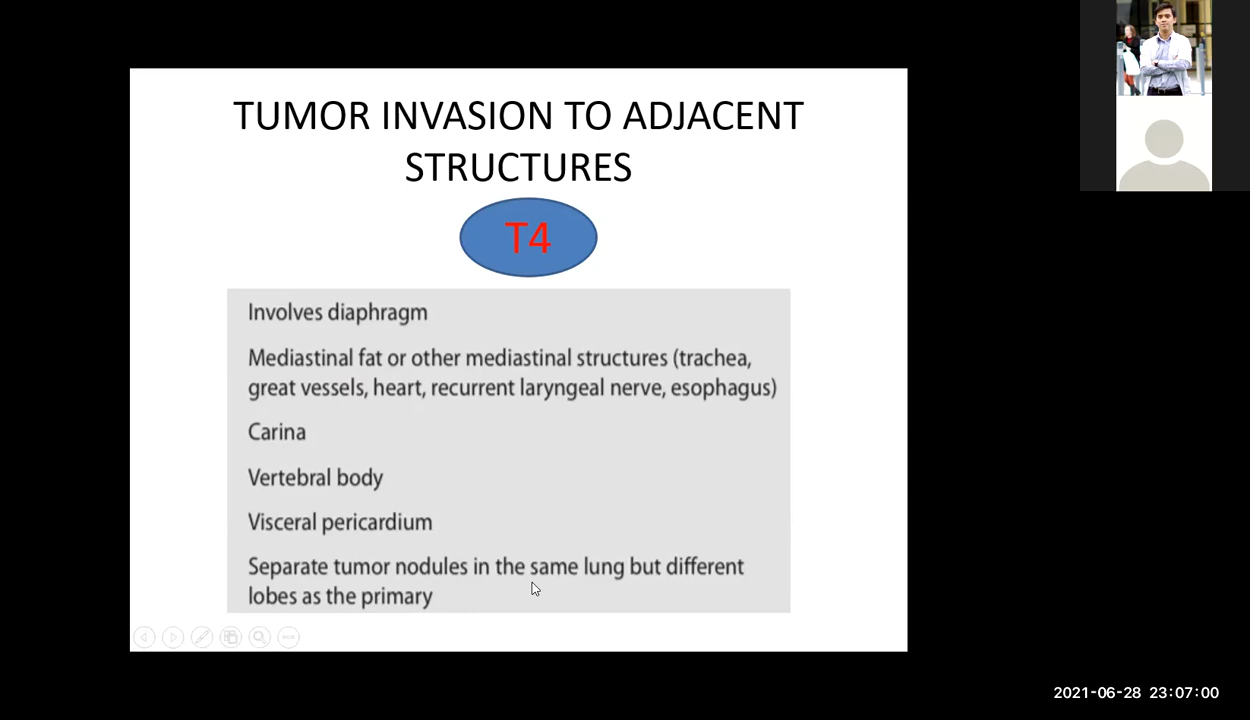 TUMOR INVASION TO ADJACENT
STRUCTURES
T4
Involves diaphragm
Mediastinal fat or other mediastinal structures (trachea,
great vessels, heart, recurrent laryngeal nerve, esophagus)
Carina
Vertebral body
Visceral pericardium
Separate tumor nodules in the same lung but different
lobes as the primary
2021-06-28 23:07:00